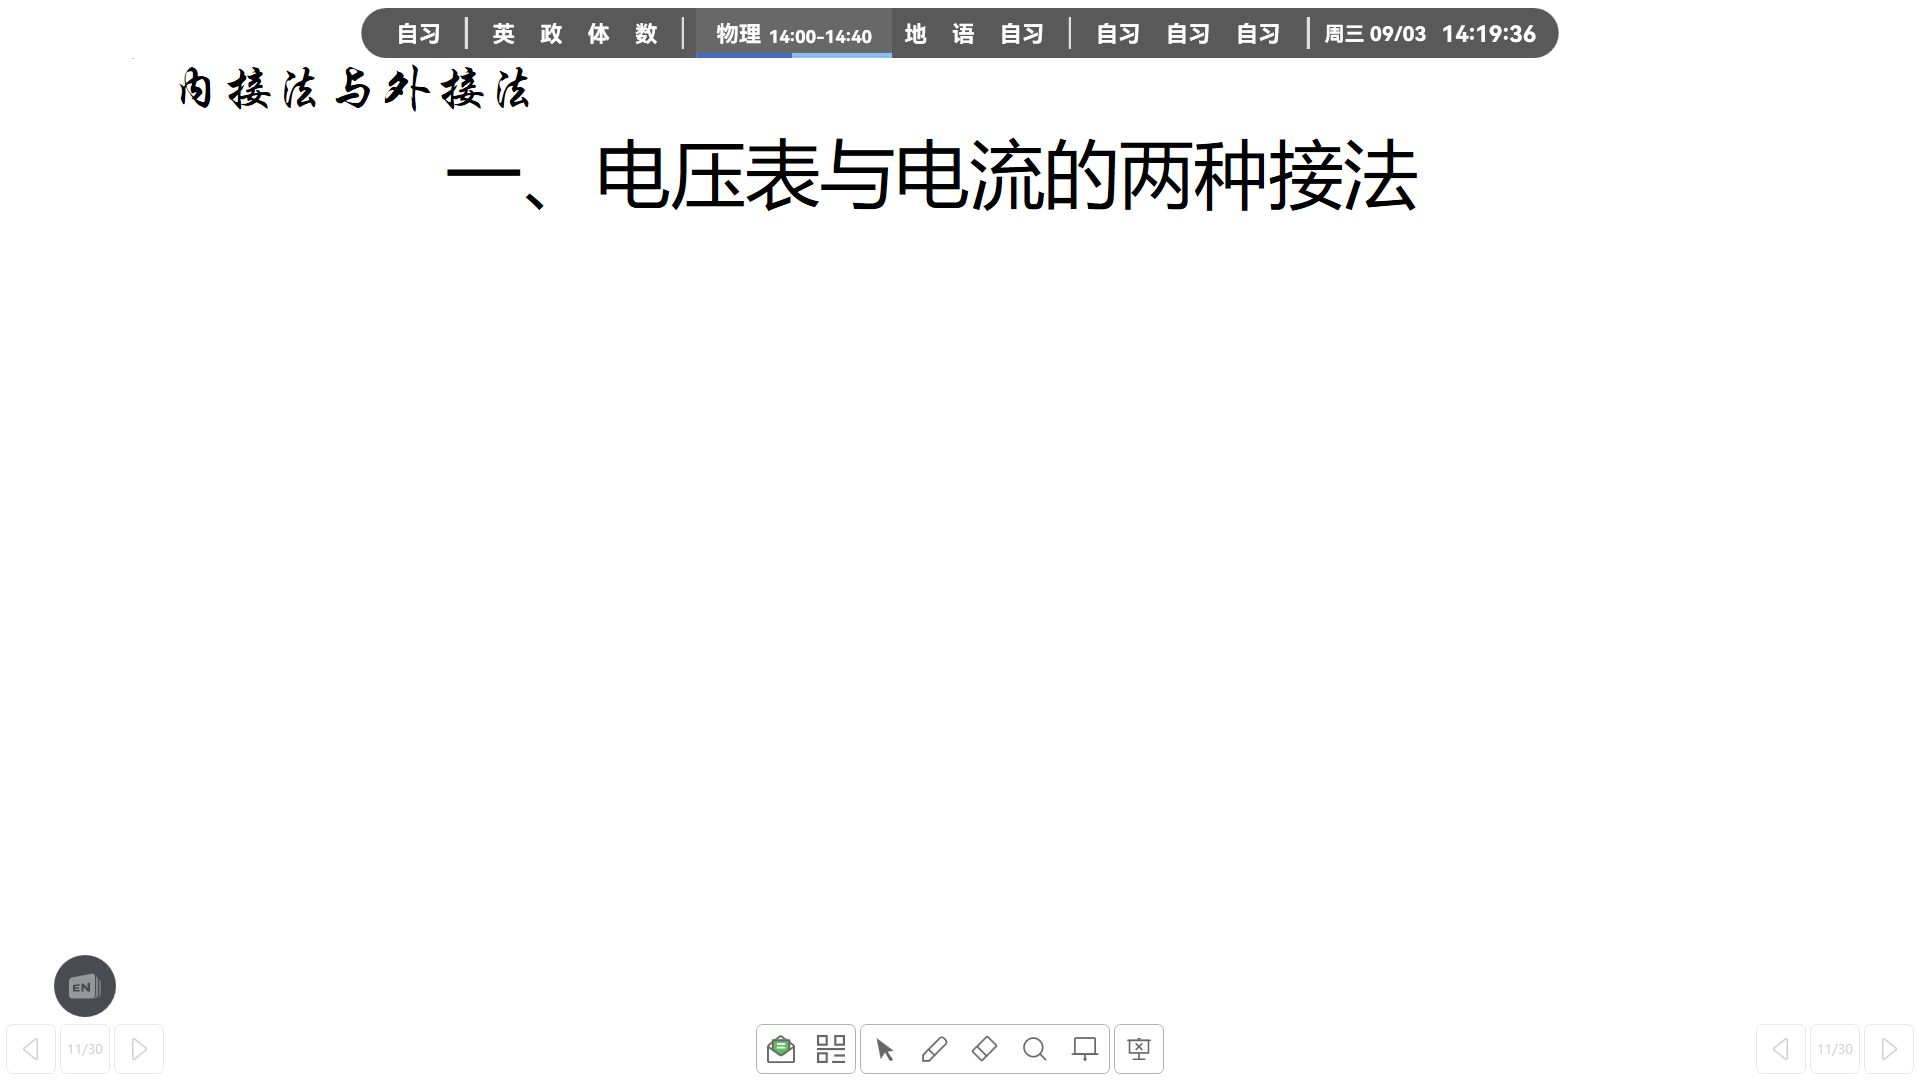 自习 | 英 政 体 数 | 物理 14:00-14:40 地 语 自习 | 自习 自习 自习 | 周三 09/03 14:19:36
内接法与外接法
一、电压表与电流的两种接法
EN
11/30 11/30